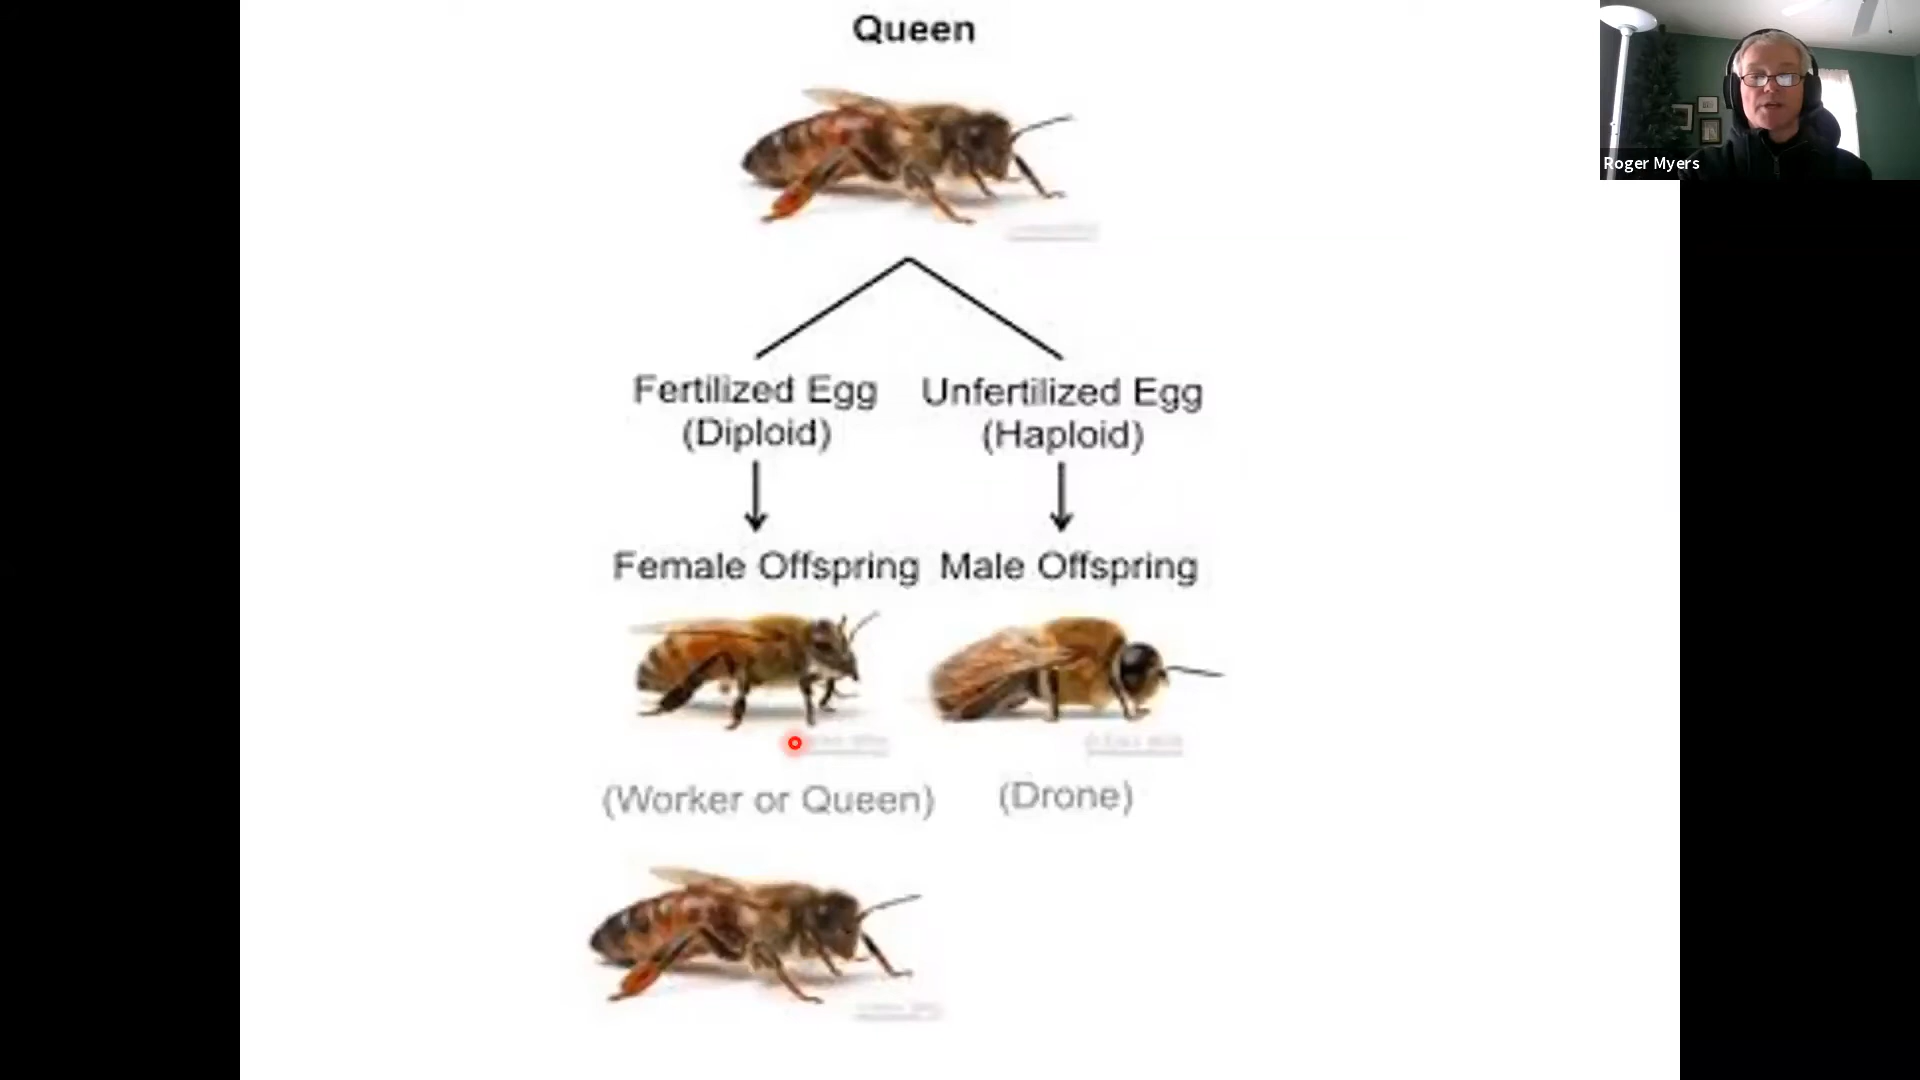 Queen
Roger Myers
Fertilized Egg
(Diploid)
Unfertilized Egg
(Haploid)
Female Offspring
Male Offspring
(Worker or Queen)
(Drone)